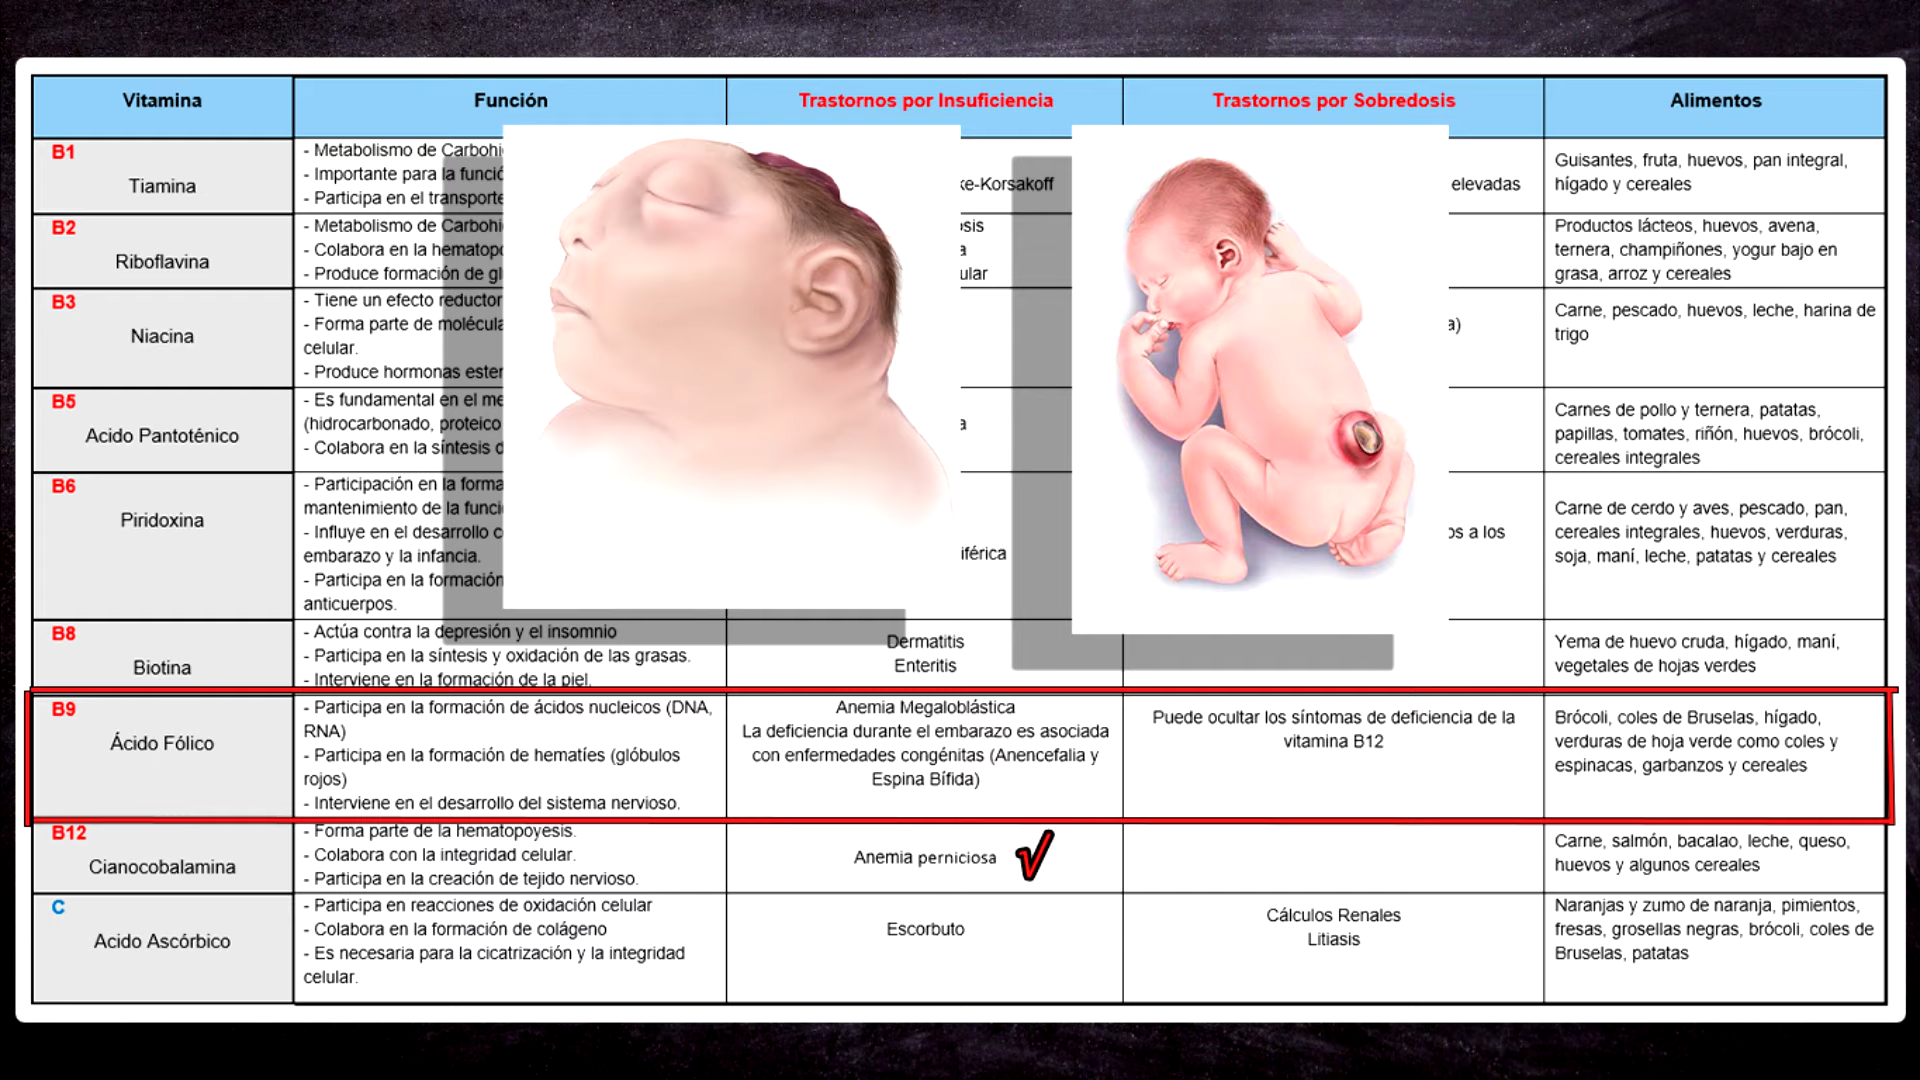 Vitamina
Función
Trastornos por Insuficiencia
Trastornos por Sobredosis
Alimentos
B1
Tiamina
- Metabolismo de
- Importante para la
- Participa en el
ke-Korsakoff
elevadas
Guisantes, fruta, huevos, pan integral,
hígado y cereales
B2
Riboflavina
- Metabolismo de
- Colabora en la
- Produce formación de
Productos lácteos, huevos, avena,
ternera, champiñones, yogur bajo en
grasa, arroz y cereales
B3
Niacina
- Tiene un efecto reductor
- Forma parte de
celular.
- Produce hormonas
Carne, pescado, huevos, leche, harina de
trigo
B5
Acido Pantoténico
- Es fundamental en el
(hidrocarbonado, proteico
- Colabora en la síntesis
Carnes de pollo y ternera, patatas,
papillas, tomates, riñón, huevos, brócoli,
cereales integrales
B6
Piridoxina
- Participación en la
mantenimiento de la
- Influye en el desarrollo
embarazo y la infancia.
- Participa en la formación
anticuerpos.
iférica
os a los
Carne de cerdo y aves, pescado, pan,
cereales integrales, huevos, verduras,
soja, maní, leche, patatas y cereales
B8
Biotina
- Actúa contra la depresión y el insomnio
- Participa en la síntesis y oxidación de las grasas.
- Interviene en la formación de la piel.
Dermatitis
Enteritis
Yema de huevo cruda, hígado, maní,
vegetales de hojas verdes
B9
Ácido Fólico
- Participa en la formación de ácidos nucleicos (DNA,
RNA)
- Participa en la formación de hematíes (glóbulos
rojos)
- Interviene en el desarrollo del sistema nervioso.
Anemia Megaloblástica
La deficiencia durante el embarazo es asociada
con enfermedades congénitas (Anencefalia y
Espina Bífida)
Puede ocultar los síntomas de deficiencia de la
vitamina B12
Brócoli, coles de Bruselas, hígado,
verduras de hoja verde como coles y
espinacas, garbanzos y cereales
B12
Cianocobalamina
- Forma parte de la hematopoyesis.
- Colabora con la integridad celular.
- Participa en la creación de tejido nervioso.
Anemia perniciosa
Carne, salmón, bacalao, leche, queso,
huevos y algunos cereales
C
Acido Ascórbico
- Participa en reacciones de oxidación celular
- Colabora en la formación de colágeno
- Es necesaria para la cicatrización y la integridad
celular.
Escorbuto
Cálculos Renales
Litiasis
Naranjas y zumo de naranja, pimientos,
fresas, grosellas negras, brócoli, coles de
Bruselas, patatas